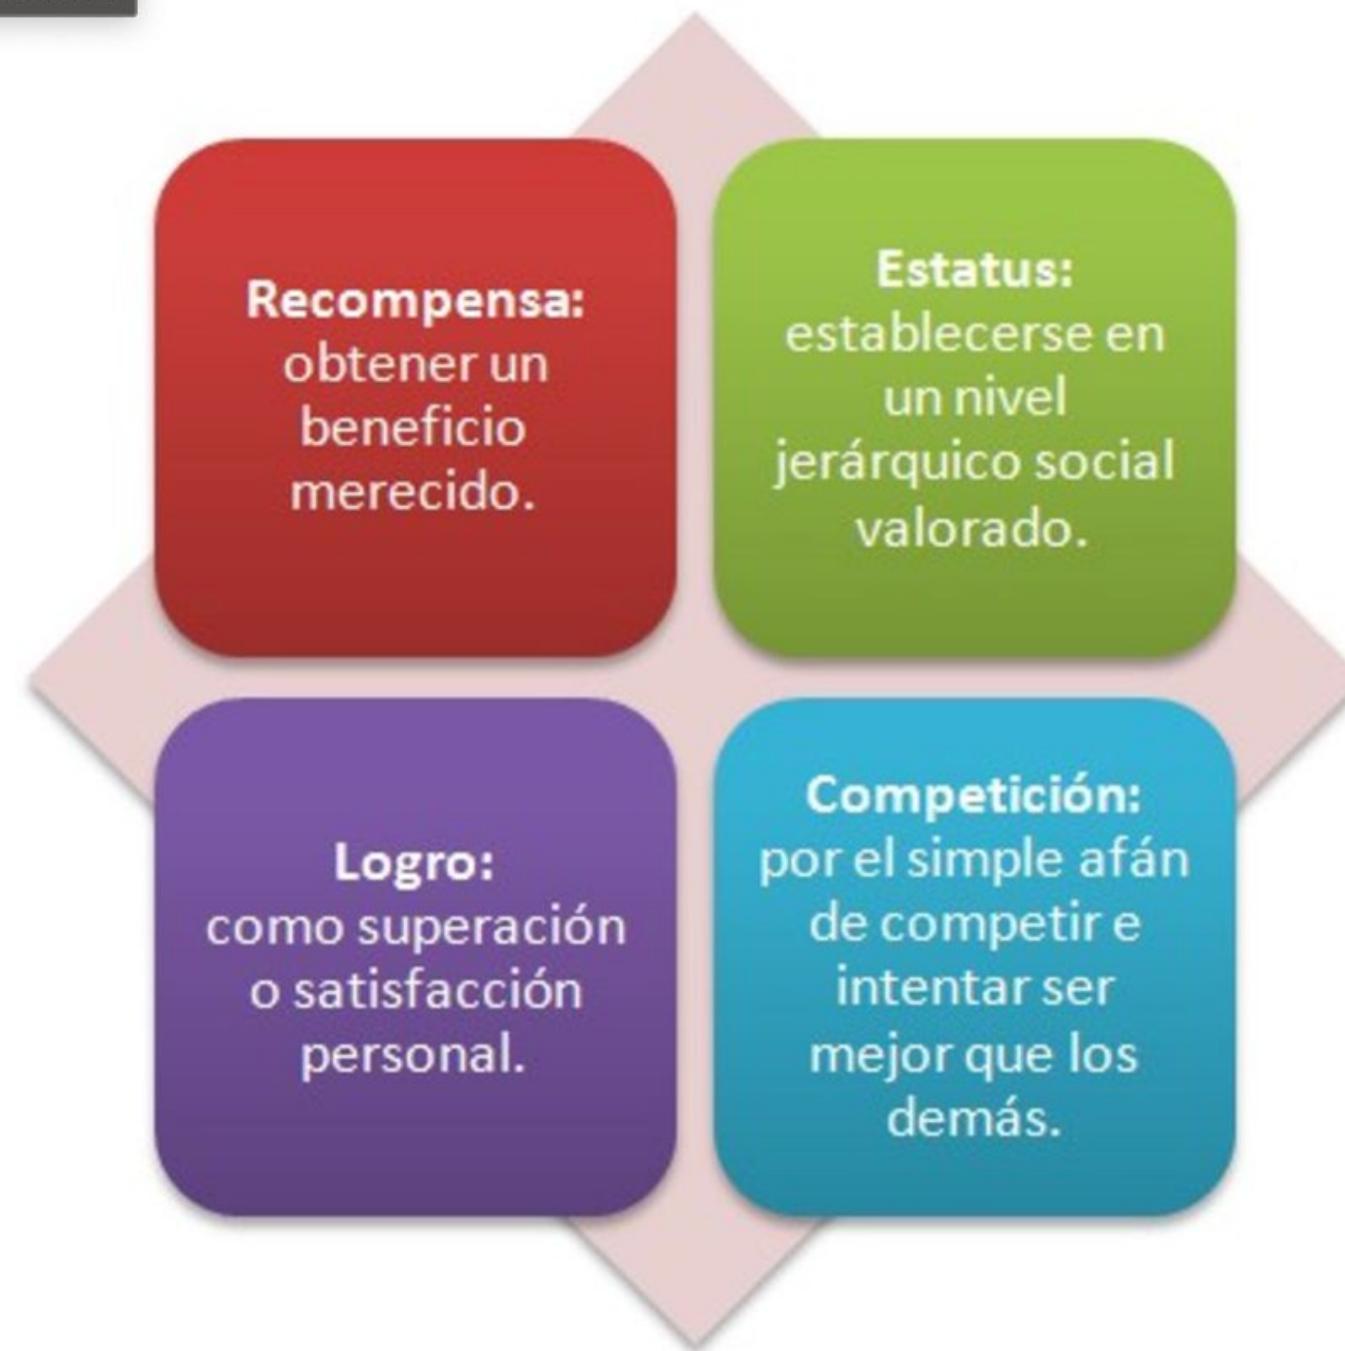 Recompensa:
obtener un
beneficio
merecido.
Estatus:
establecerse en
un nivel
jerárquico social
valorado.
Logro:
como superación
o satisfacción
personal.
Competición:
por el simple afán
de competir e
intentar ser
mejor que los
demás.